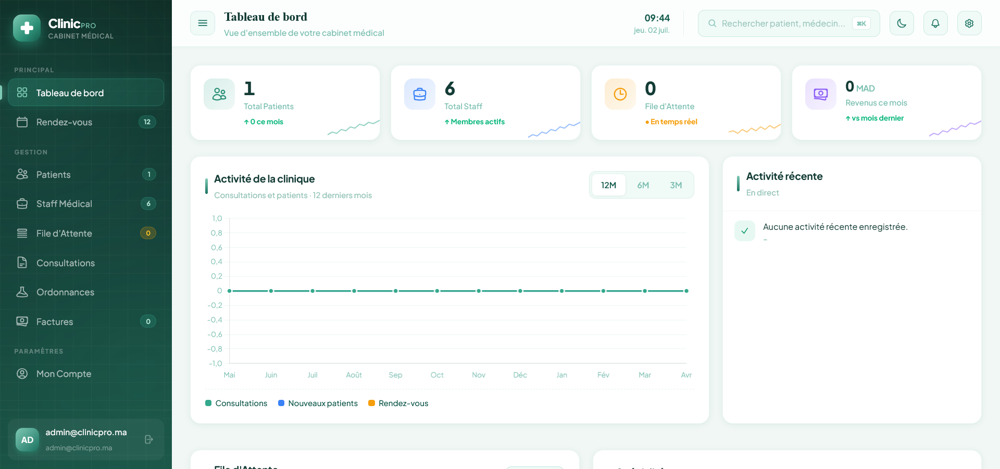 ClinicPRO
CABINET MÉDICAL
PRINCIPAL
Tableau de bord
Rendez-vous 12
GESTION
Patients 1
Staff Médical 6
File d'Attente 0
Consultations
Ordonnances
Factures 0
PARAMÈTRES
Mon Compte
AD
admin@clinicpro.ma
admin@clinicpro.ma
Tableau de bord
Vue d'ensemble de votre cabinet médical
09:44
jeu. 02 juil.
Rechercher patient, médecin... ⌘K
1
Total Patients
↑ 0 ce mois
6
Total Staff
↑ Membres actifs
0
File d'Attente
● En temps réel
0 MAD
Revenus ce mois
↑ vs mois dernier
Activité de la clinique
Consultations et patients · 12 derniers mois
12M 6M 3M
1,0
0,8
0,6
0,4
0,2
0
-0,2
-0,4
-0,6
-0,8
-1,0
Mai Juin Juil Août Sep Oct Nov Déc Jan Fév Mar Avr
Consultations Nouveaux patients Rendez-vous
Activité récente
En direct
Aucune activité récente enregistrée.
–
File d'Attente